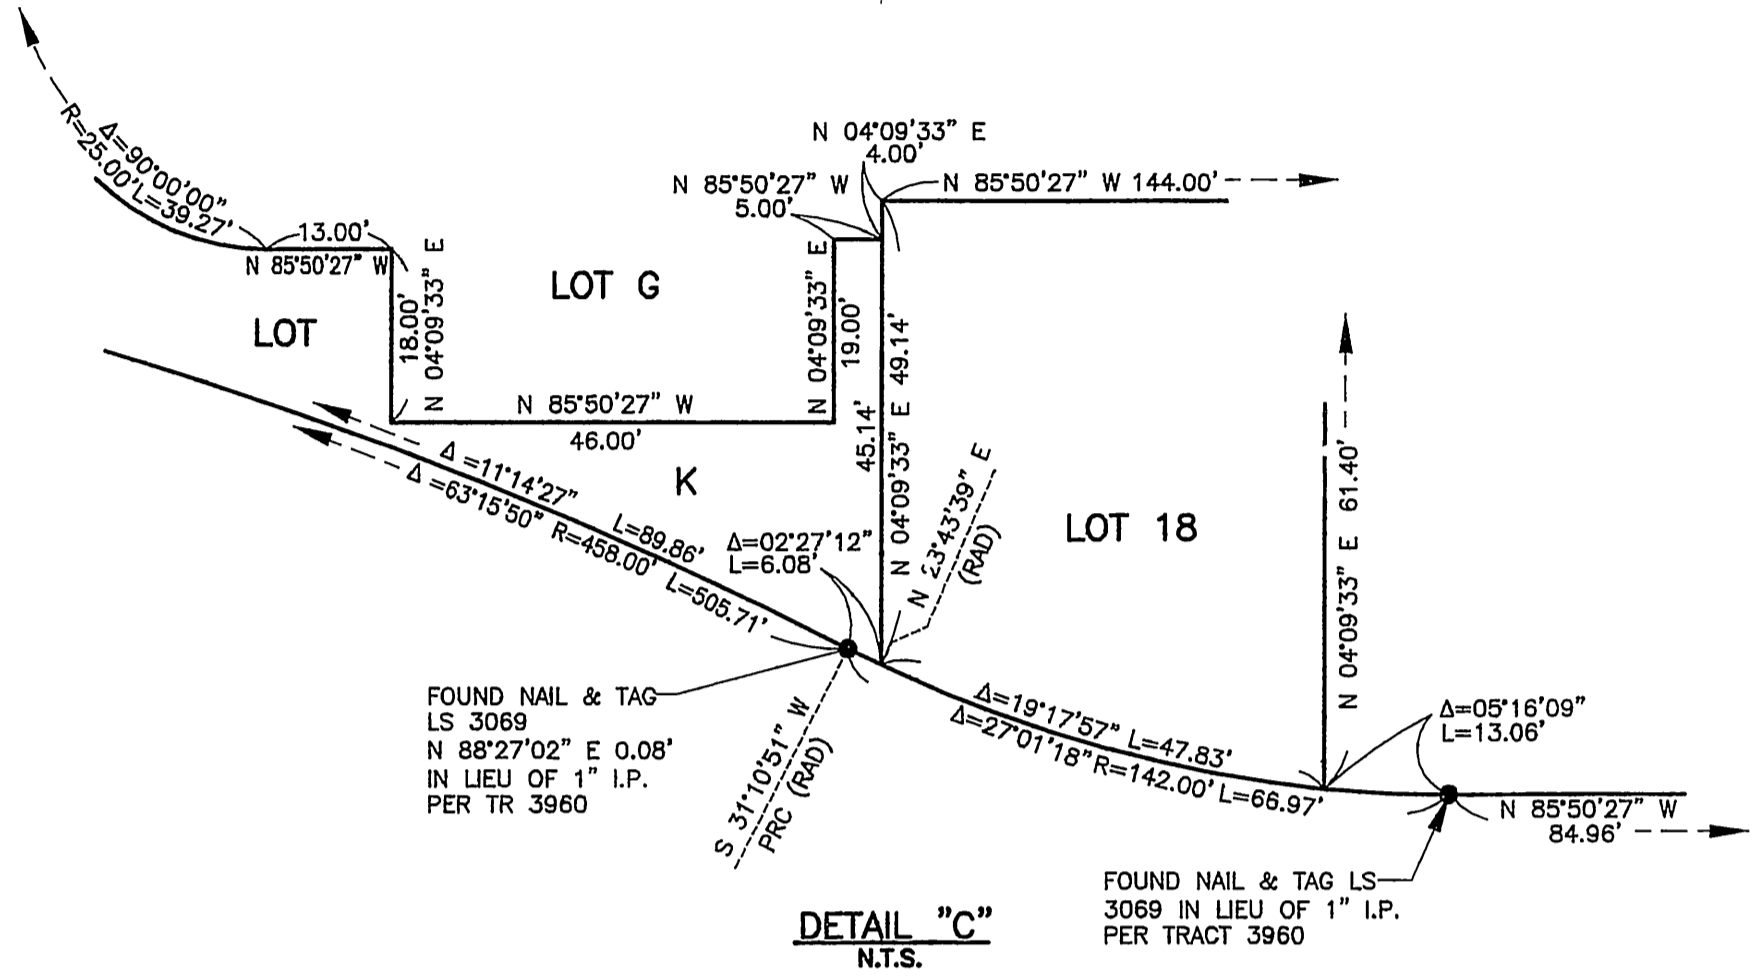 N 04°09'33" E
4.00'
N 85°50'27" W
5.00'
N 85°50'27" W 144.00'
Δ=90°00'00"
R=25.00' L=39.27'
13.00'
N 85°50'27" W
18.00'
N 04°09'33" E
LOT G
N 04°09'33" E
19.00'
LOT
N 85°50'27" W
46.00'
45.14'
N 04°09'33" E 49.14'
N 23°43'39" E
(RAD)
K
LOT 18
N 04°09'33" E 61.40'
Δ =11°14'27" L=89.86'
Δ =63°15'50" R=458.00' L=505.71'
Δ=02°27'12"
L=6.08'
FOUND NAIL & TAG
LS 3069
N 88°27'02" E 0.08'
IN LIEU OF 1" I.P.
PER TR 3960
S 31°10'51" W
PRC (RAD)
Δ=19°17'57" L=47.83'
Δ=27°01'18" R=142.00' L=66.97'
Δ=05°16'09"
L=13.06'
N 85°50'27" W
84.96'
FOUND NAIL & TAG LS
3069 IN LIEU OF 1" I.P.
PER TRACT 3960
DETAIL "C"
N.T.S.